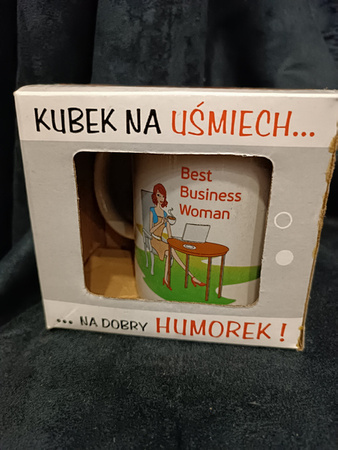 KUBEK NA UŚMIECH...
Best
Business
Woman
... NA DOBRY HUMOREK!